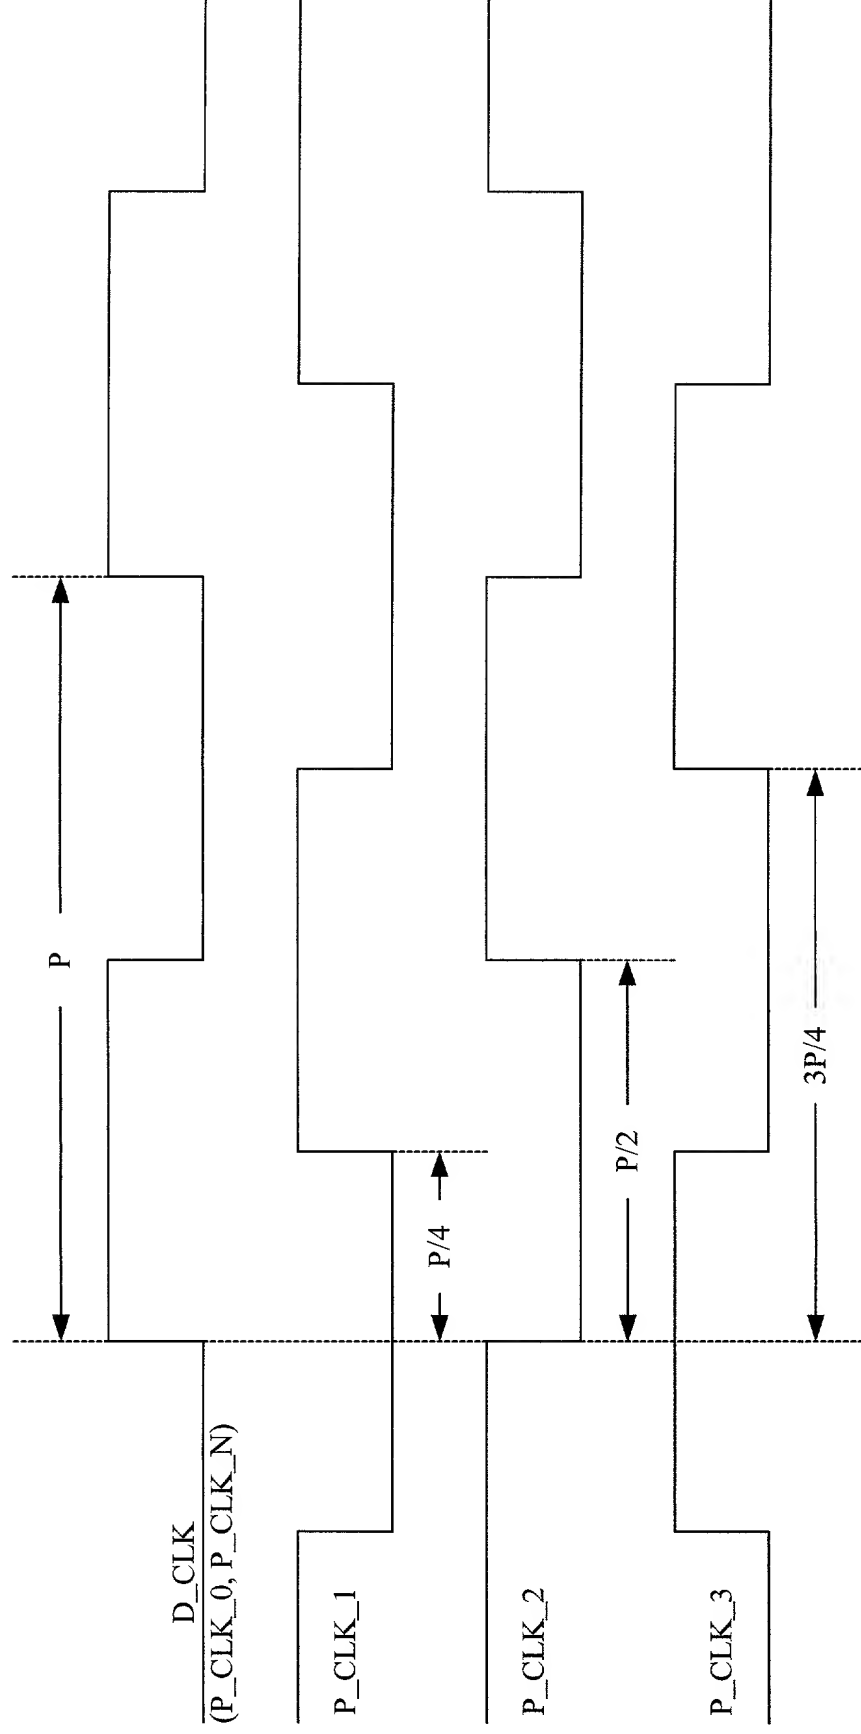 P
D_CLK
(P_CLK_0, P_CLK_N)
P/4
P_CLK_1
P/2
P_CLK_2
3P/4
P_CLK_3